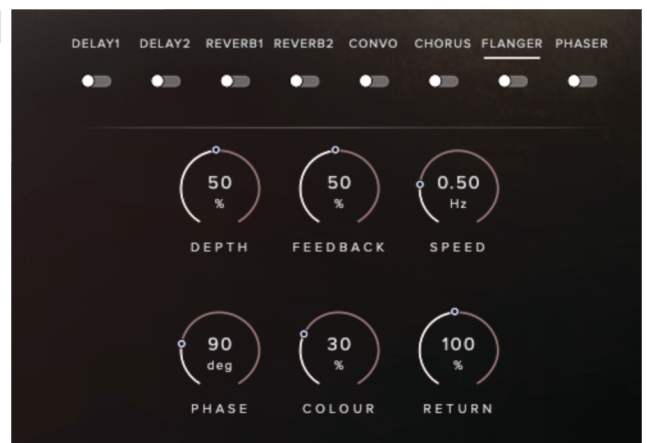 DELAY1 DELAY2 REVERB1 REVERB2 CONVO CHORUS FLANGER PHASER
50 50 0.50
% % Hz
DEPTH FEEDBACK SPEED
90 30 100
deg % %
PHASE COLOUR RETURN